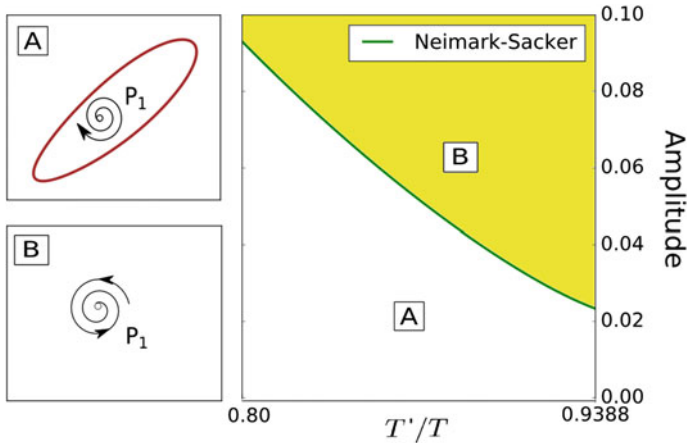 A
P₁
B
P₁
Neimark-Sacker
B
A
0.10
0.08
0.06
0.04
0.02
0.00
Amplitude
0.80
T'/T
0.9388